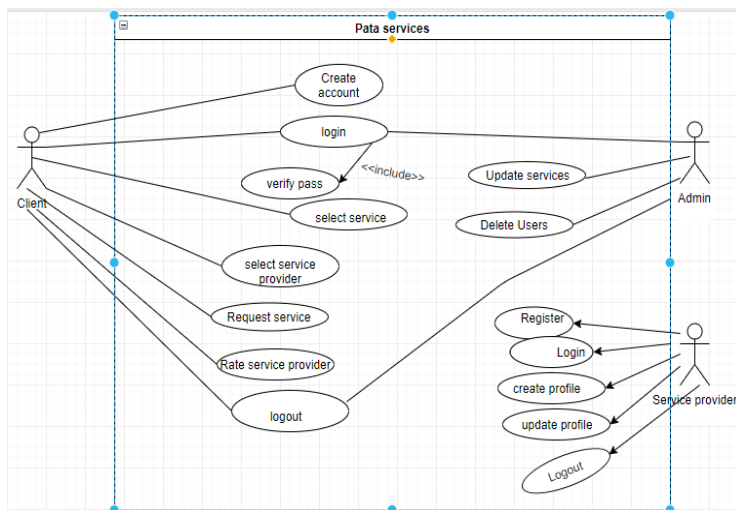 Pata services
Create
account
login
<<include>>
verify pass
select service
Update services
Delete Users
Client
Admin
select service
provider
Request service
Register
Login
Rate service provider
create profile
Service provider
logout
update profile
Logout